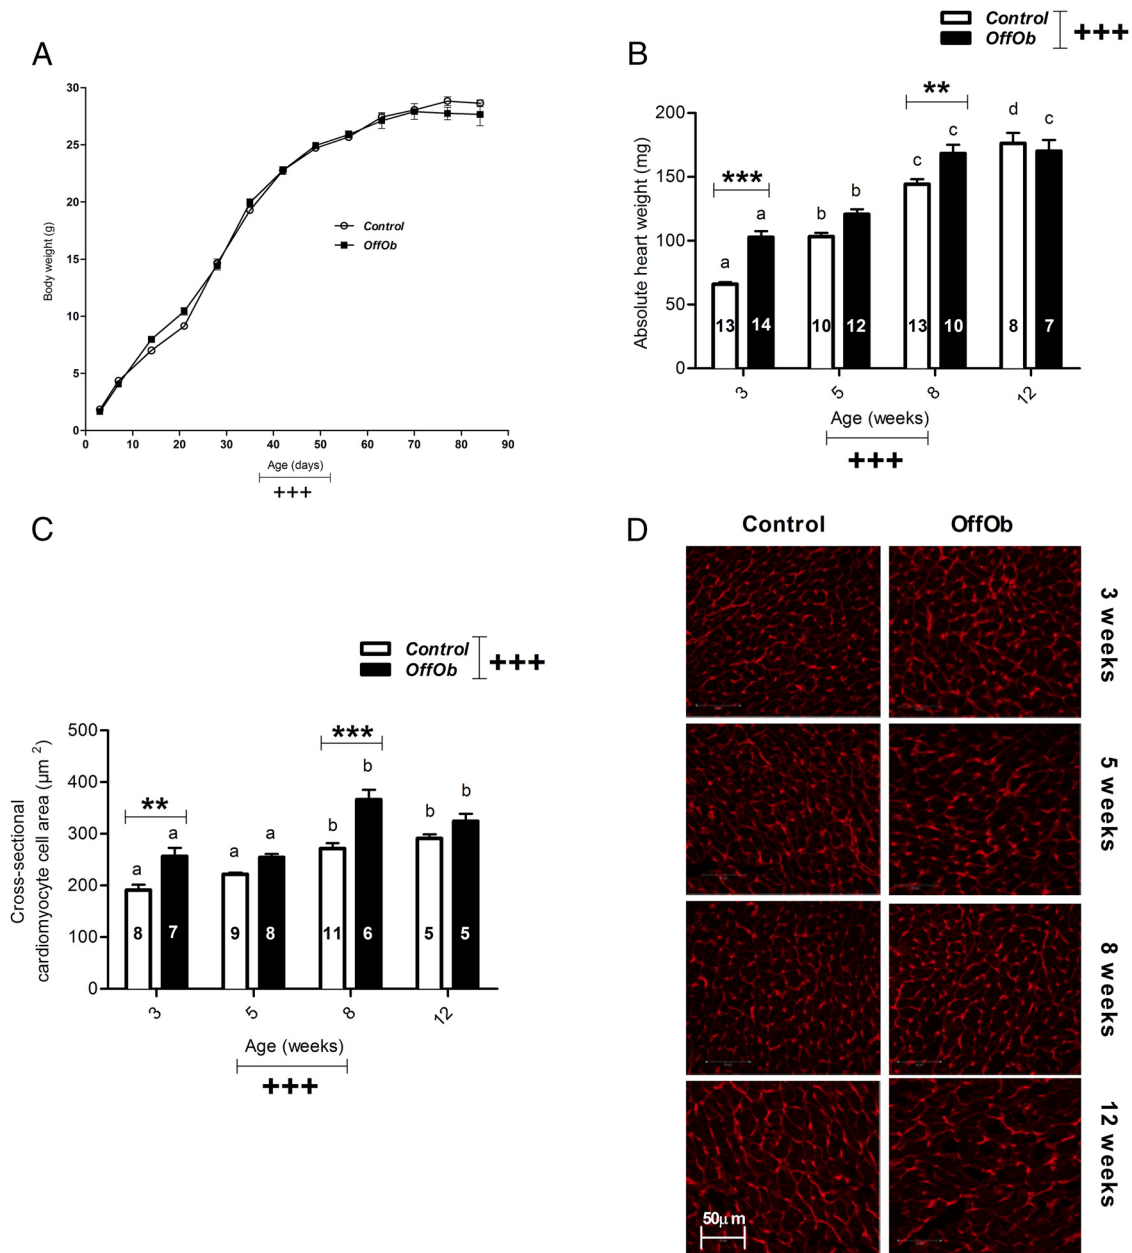 A
30
25
20
15
10
5
0
Body weight (g)
Control
OffOb
0 10 20 30 40 50 60 70 80 90
Age (days)
+++
B
Control
OffOb
+++
200
150
100
50
0
Absolute heart weight (mg)
*** **
a a b b c c d c
13 14 10 12 13 10 8 7
3 5 8 12
Age (weeks)
+++
C
Control
OffOb
+++
500
400
300
200
100
0
Cross-sectional
cardiomyocyte cell area (µm ²)
** ***
a a a a b b b b
8 7 9 8 11 6 5 5
3 5 8 12
Age (weeks)
+++
D
Control OffOb
3 weeks
5 weeks
8 weeks
12 weeks
50µm